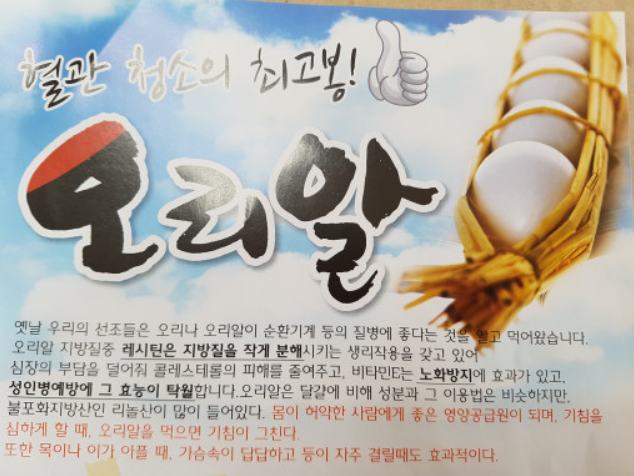 혈관 청소의 최고봉!
오리알
옛날 우리의 선조들은 오리나 오리알이 순환기계 등의 질병에 좋다는 것을 알고 먹어왔습니다.
오리알 지방질중 레시틴은 지방질을 작게 분해시키는 생리작용을 갖고 있어
심장의 부담을 덜어줘 콜레스테롤의 피해를 줄여주고, 비타민E는 노화방지에 효과가 있고,
성인병예방에 그 효능이 탁월합니다.오리알은 달걀에 비해 성분과 그 이용법은 비슷하지만,
불포화지방산인 리놀산이 많이 들어있다. 몸이 허약한 사람에게 좋은 영양공급원이 되며, 기침을
심하게 할 때, 오리알을 먹으면 기침이 그친다.
또한 목이나 이가 아플 때, 가슴속이 답답하고 등이 자주 결릴때도 효과적이다.